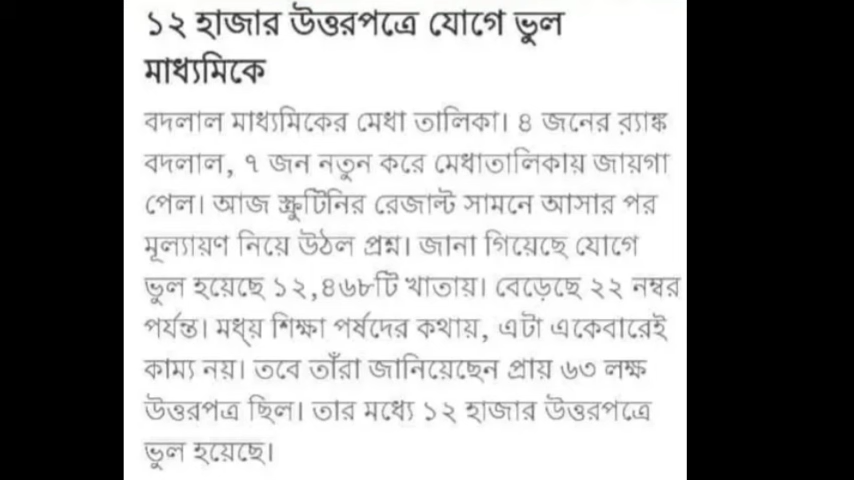 ১২ হাজার উত্তরপত্রে যোগে ভুল
মাধ্যমিকে
বদলাল মাধ্যমিকের মেধা তালিকা। ৪ জনের র‍্যাঙ্ক
বদলাল, ৭ জন নতুন করে মেধাতালিকায় জায়গা
পেল। আজ স্ক্রুটিনির রেজাল্ট সামনে আসার পর
মূল্যায়ণ নিয়ে উঠল প্রশ্ন। জানা গিয়েছে যোগে
ভুল হয়েছে ১২,৪৬৮টি খাতায়। বেড়েছে ২২ নম্বর
পর্যন্ত। মধ্য শিক্ষা পর্ষদের কথায়, এটা একেবারেই
কাম্য নয়। তবে তাঁরা জানিয়েছেন প্রায় ৬৩ লক্ষ
উত্তরপত্র ছিল। তার মধ্যে ১২ হাজার উত্তরপত্রে
ভুল হয়েছে।